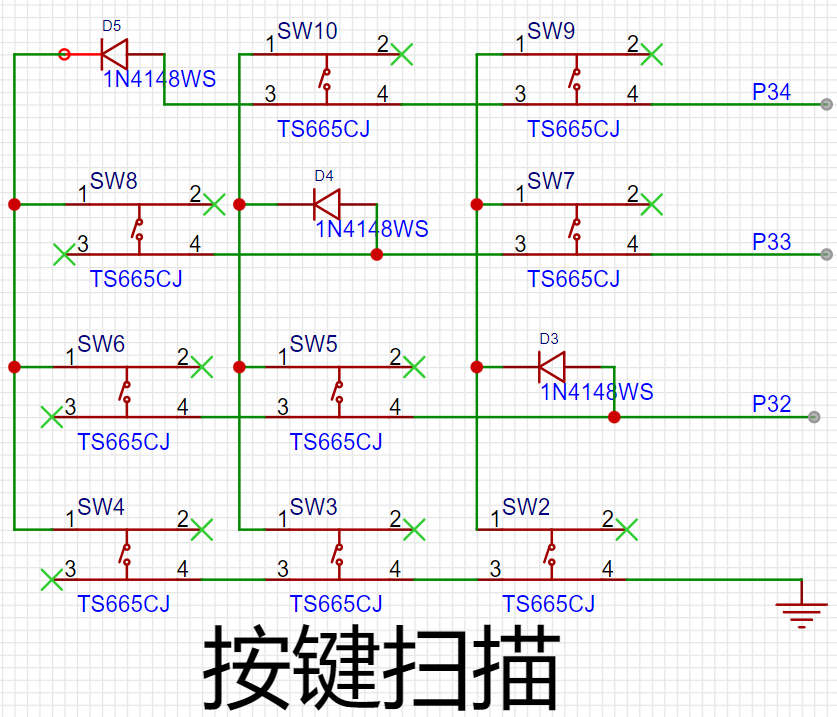 D5
1N4148WS
SW10
1 2
3 4
TS665CJ
SW9
1 2
3 4
TS665CJ
P34
SW8
1 2
3 4
TS665CJ
D4
1N4148WS
SW7
1 2
3 4
TS665CJ
P33
SW6
1 2
3 4
TS665CJ
SW5
1 2
3 4
TS665CJ
D3
1N4148WS
P32
SW4
1 2
3 4
TS665CJ
SW3
1 2
3 4
TS665CJ
SW2
1 2
3 4
TS665CJ
按键扫描